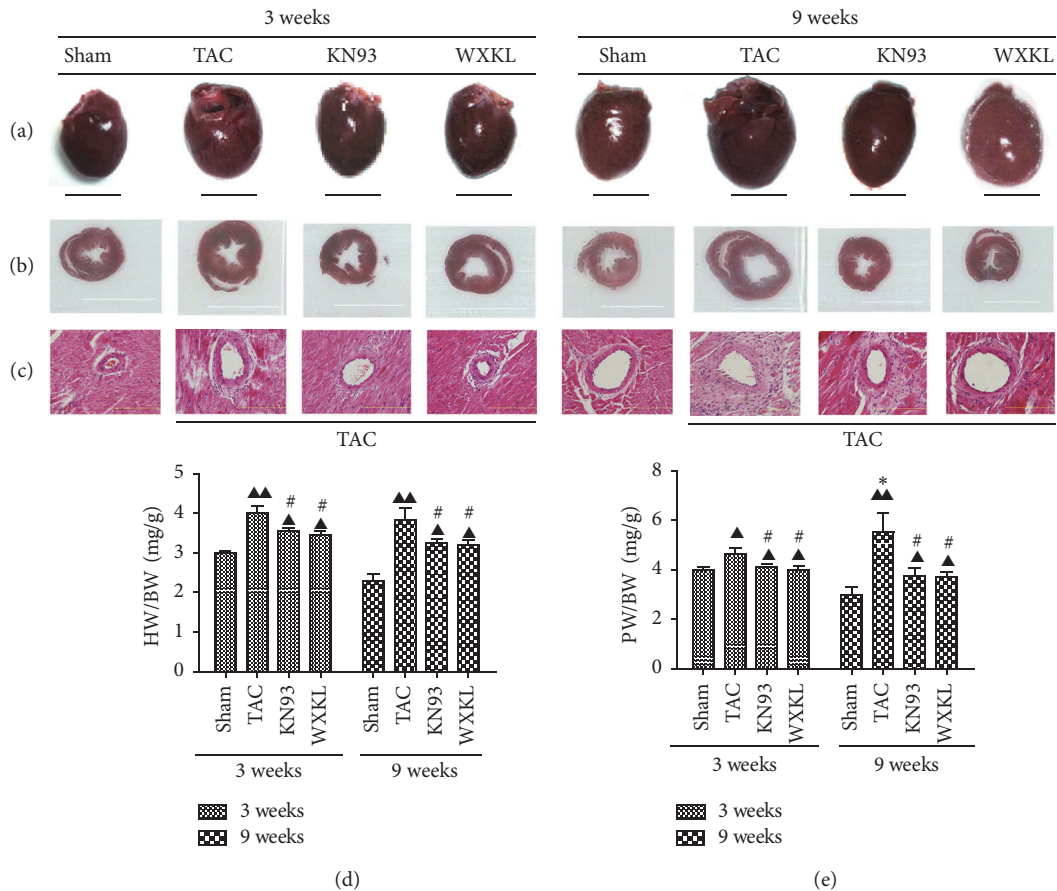 3 weeks 9 weeks
Sham TAC KN93 WXKL Sham TAC KN93 WXKL
(a)
(b)
(c)
TAC TAC
5
4
3
2
1
0
HW/BW (mg/g)
▲▲ # ▲ # ▲ ▲▲ # ▲ # ▲
Sham TAC KN93 WXKL Sham TAC KN93 WXKL
3 weeks 9 weeks
3 weeks
9 weeks
(d)
8
6
4
2
0
PW/BW (mg/g)
▲ # ▲ # ▲ * ▲▲ # ▲ # ▲
Sham TAC KN93 WXKL Sham TAC KN93 WXKL
3 weeks 9 weeks
3 weeks
9 weeks
(e)